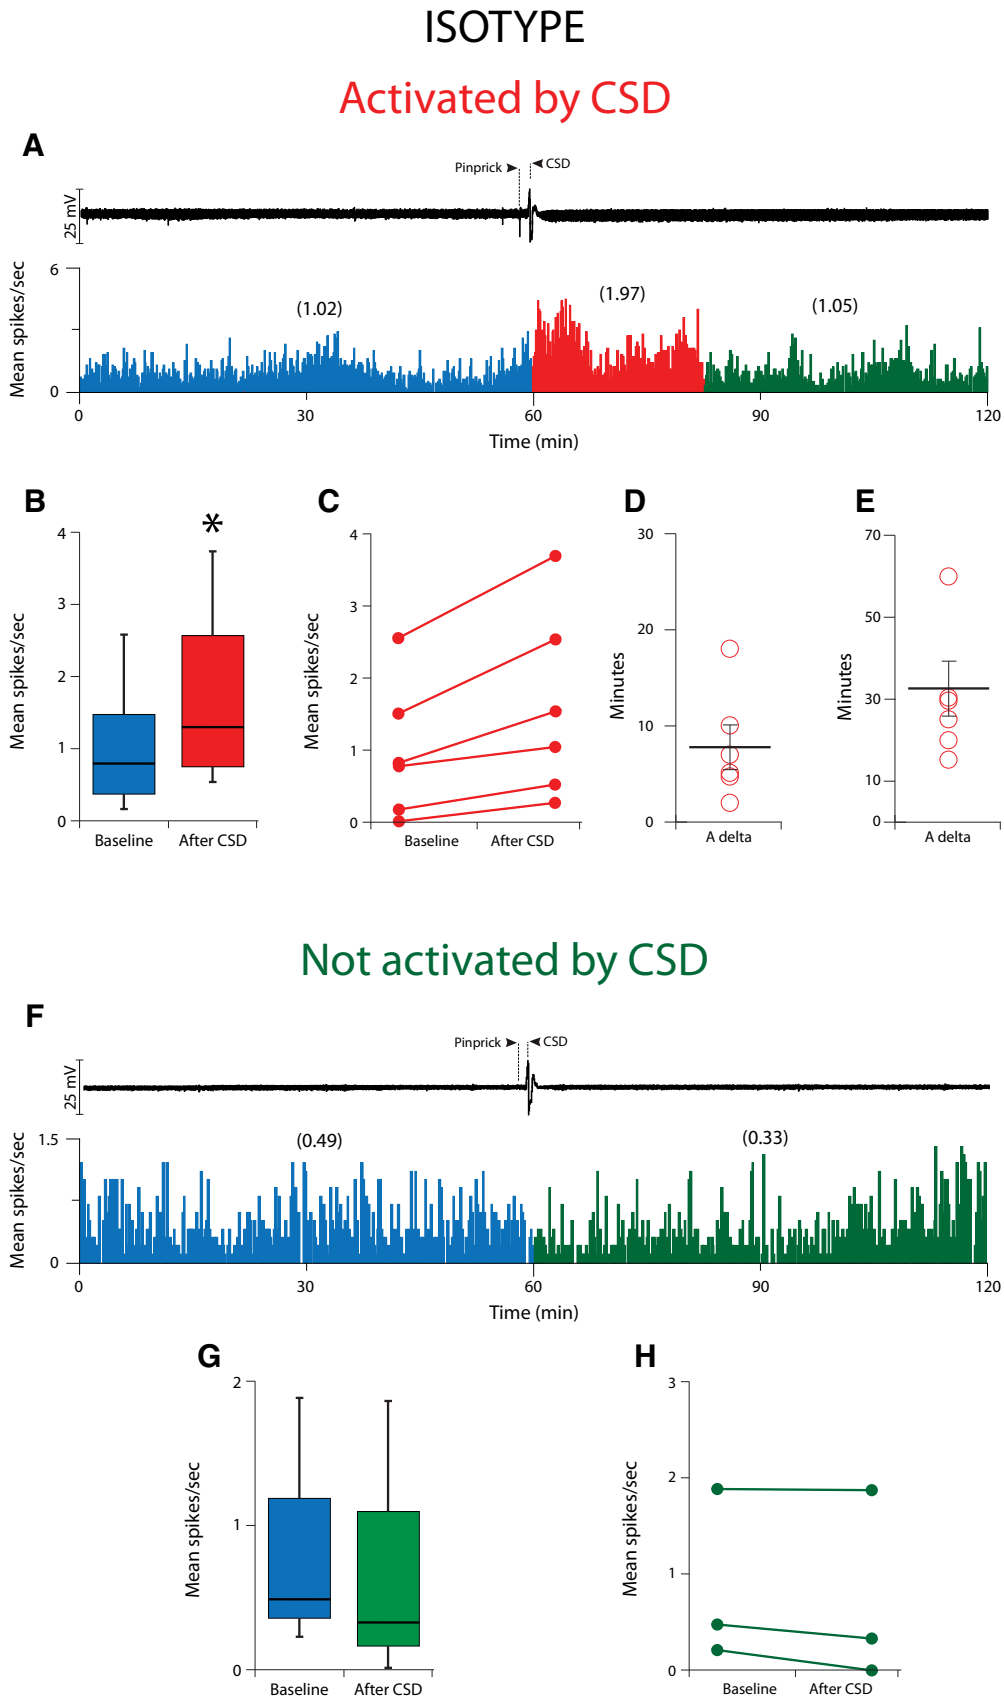 ISOTYPE
Activated by CSD
A
Pinprick
CSD
25 mV
Mean spikes/sec
6
0
(1.02)
(1.97)
(1.05)
0 30 60 90 120
Time (min)
B
Mean spikes/sec
4
3
2
1
0
*
Baseline After CSD
C
Mean spikes/sec
4
3
2
1
0
Baseline After CSD
D
Minutes
30
20
10
0
A delta
E
Minutes
70
50
30
10
0
A delta
Not activated by CSD
F
Pinprick
CSD
25 mV
Mean spikes/sec
1.5
0
(0.49)
(0.33)
0 30 60 90 120
Time (min)
G
Mean spikes/sec
2
1
0
Baseline After CSD
H
Mean spikes/sec
3
2
1
0
Baseline After CSD